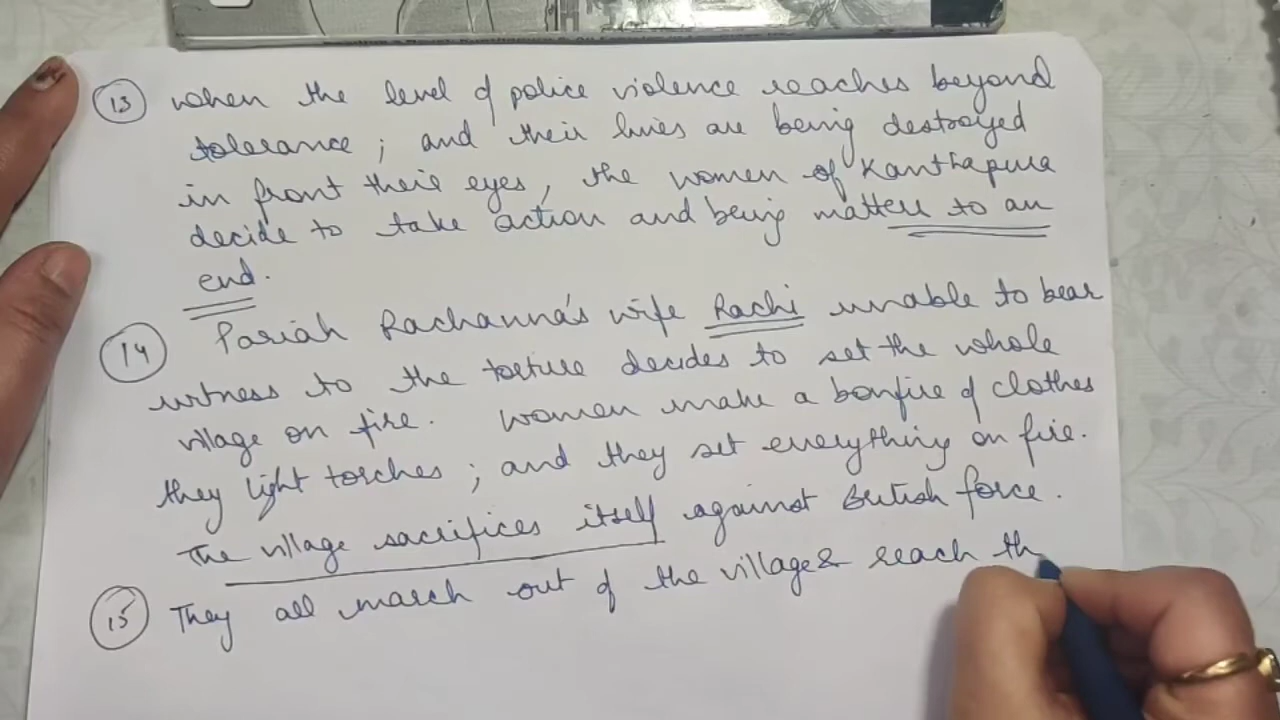 13 when the level of police violence reaches beyond
tolerance ; and their lives are being destroyed
in front their eyes, the women of Kanthapura
decide to take action and being matters to an
end.
14 Pariah Rachanna's wife Rachi unable to bear
witness to the torture decides to set the whole
village on fire. Women make a bonfire of clothes
they light torches ; and they set everything on fire.
The village sacrifices itself against British force.
15 They all march out of the village & reach th